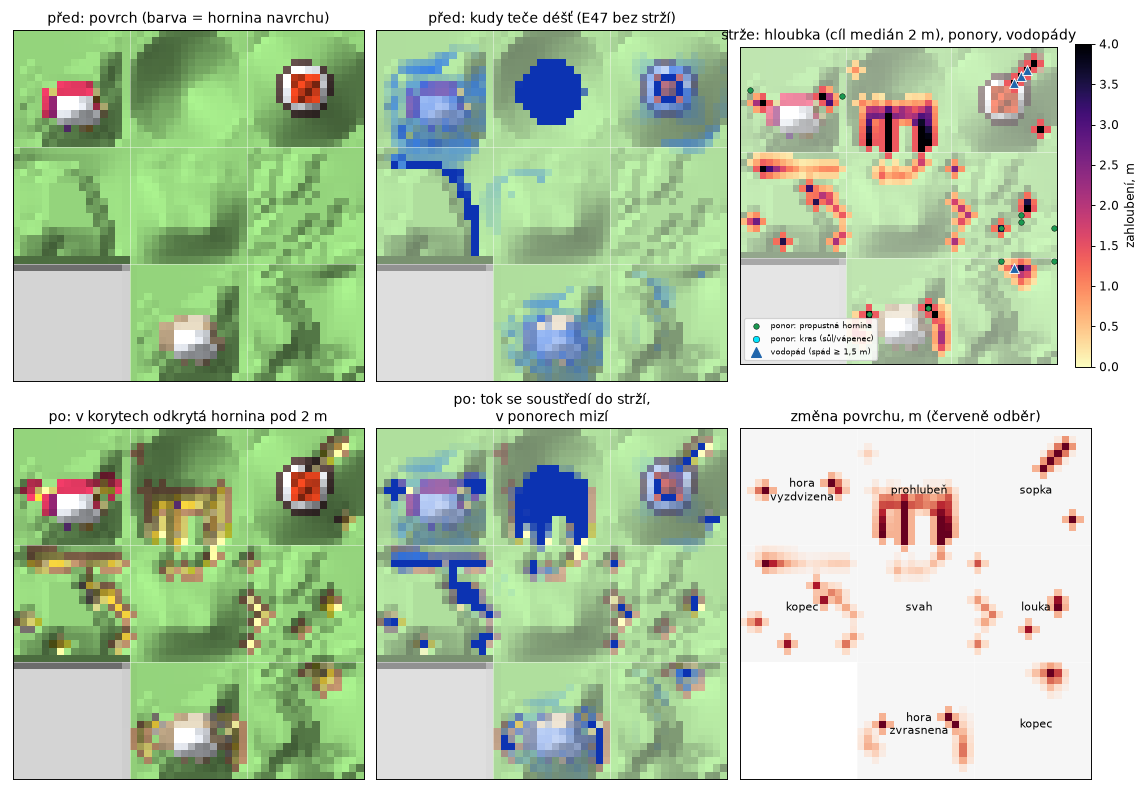 před: povrch (barva = hornina navrchu)
před: kudy teče déšť (E47 bez strží)
strže: hloubka (cíl medián 2 m), ponory, vodopády
4.0
3.5
3.0
2.5
2.0
1.5
1.0
0.5
0.0
zahloubení, m
ponor: propustná hornina
ponor: kras (sůl/vápenec)
vodopád (spád ≥ 1,5 m)
po: v korytech odkrytá hornina pod 2 m
po: tok se soustředí do strží,
v ponorech mizí
změna povrchu, m (červeně odběr)
hora
vyzdvizena
prohlubeň
sopka
kopec
svah
louka
hora
zvrasnena
kopec